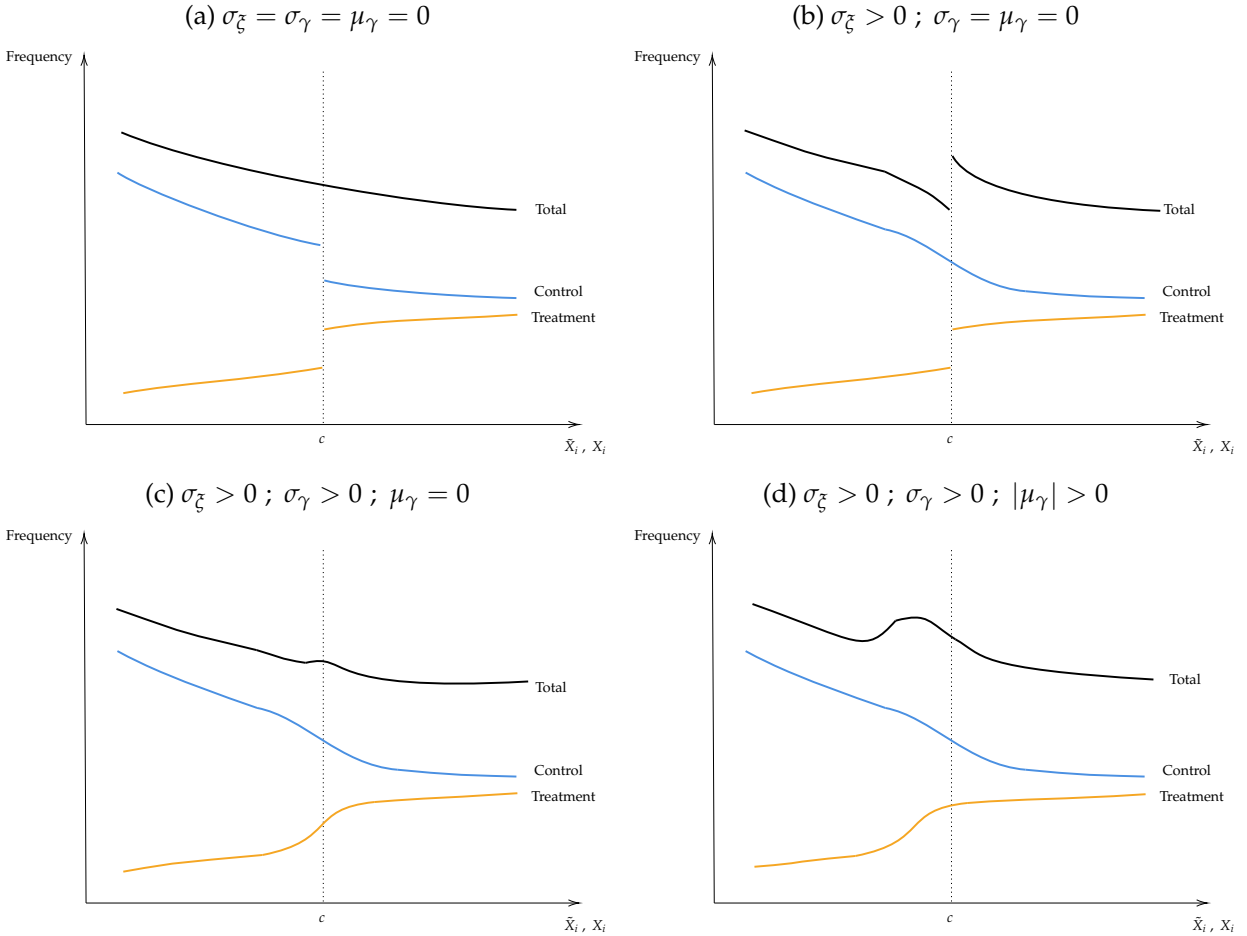 (a) σ_ξ = σ_γ = μ_γ = 0
Frequency
Total
Control
Treatment
c
X̃_i , X_i
(b) σ_ξ > 0 ; σ_γ = μ_γ = 0
Frequency
Total
Control
Treatment
c
X̃_i , X_i
(c) σ_ξ > 0 ; σ_γ > 0 ; μ_γ = 0
Frequency
Total
Control
Treatment
c
X̃_i , X_i
(d) σ_ξ > 0 ; σ_γ > 0 ; |μ_γ| > 0
Frequency
Total
Control
Treatment
c
X̃_i , X_i